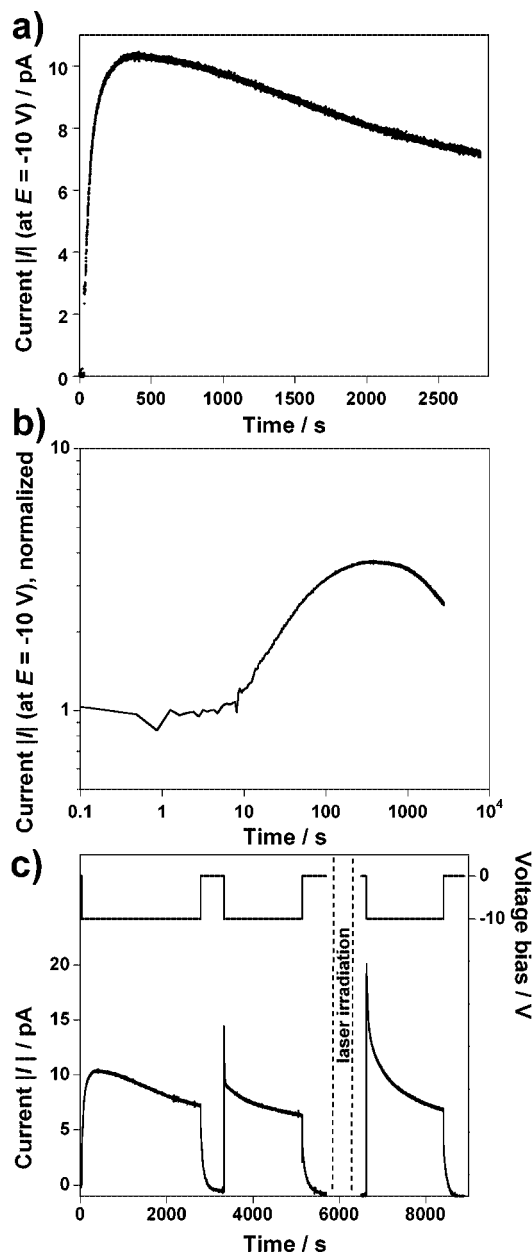 a)
Current |I| (at E = -10 V) / pA
10
8
6
4
2
0
0 500 1000 1500 2000 2500
Time / s
b)
Current |I| (at E = -10 V), normalized
10
1
0.1 1 10 100 1000 10⁴
Time / s
c)
Voltage bias / V
0
-10
laser irradiation
Current |I | / pA
20
15
10
5
0
0 2000 4000 6000 8000
Time / s